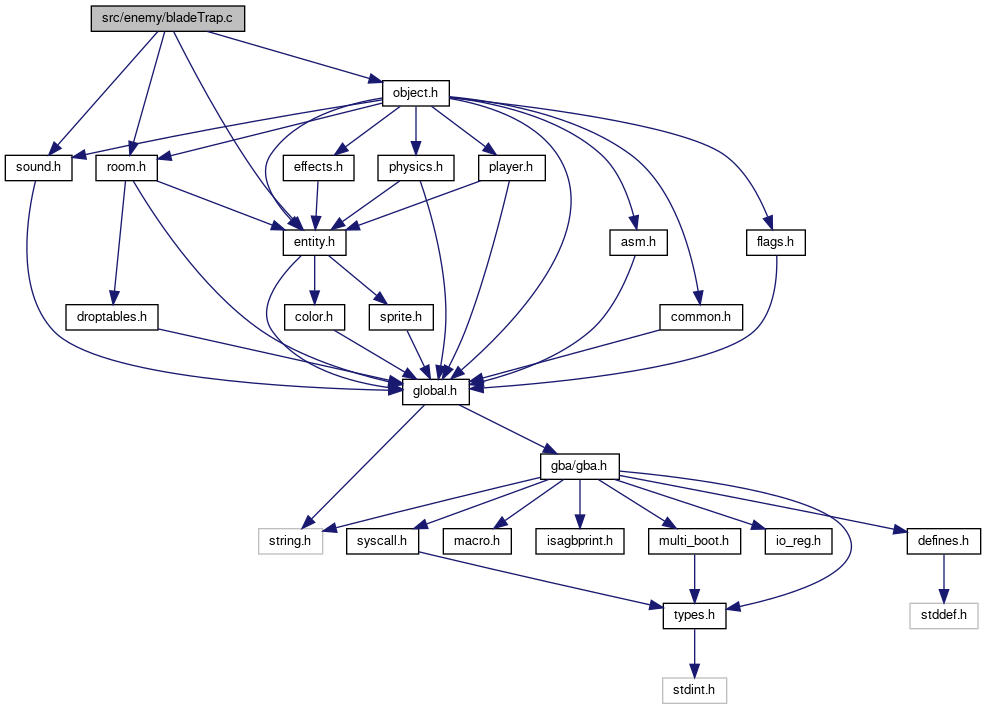 src/enemy/bladeTrap.c
object.h
sound.h
room.h
effects.h
physics.h
player.h
entity.h
asm.h
flags.h
droptables.h
color.h
sprite.h
common.h
global.h
gba/gba.h
string.h
syscall.h
macro.h
isagbprint.h
multi_boot.h
io_reg.h
defines.h
types.h
stddef.h
stdint.h